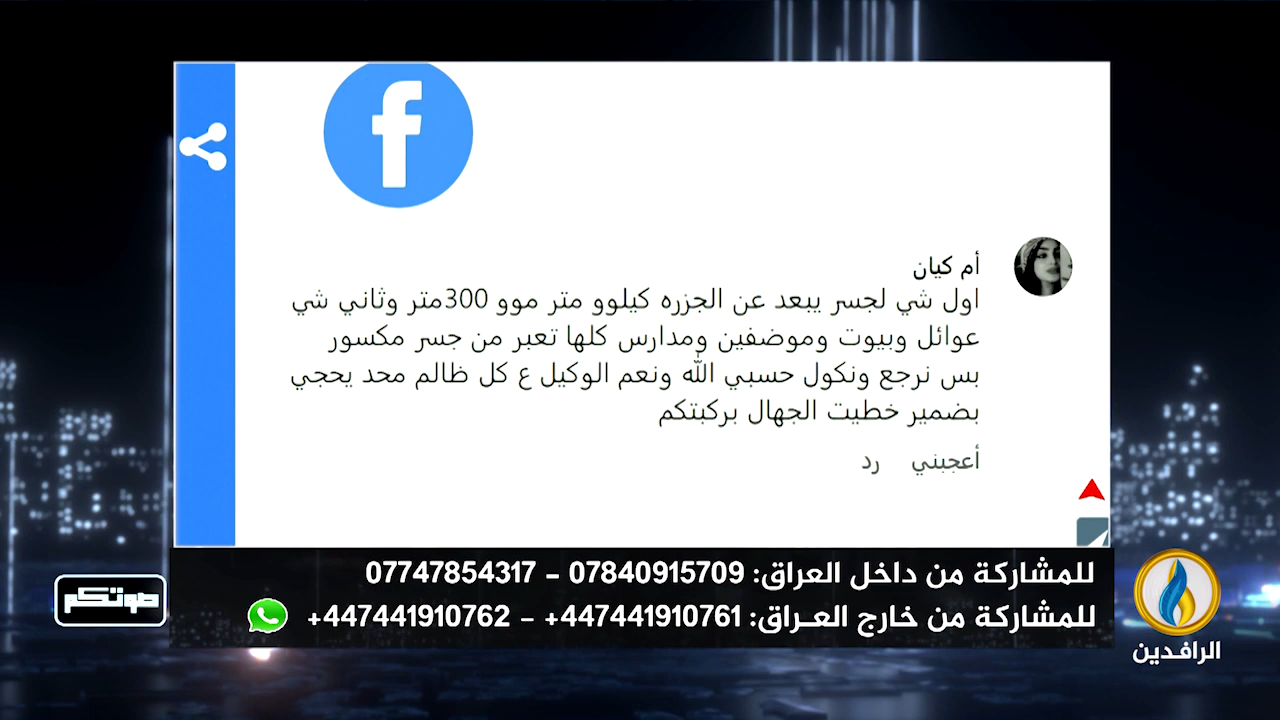 أم كيان
اول شي لجسر يبعد عن الجزره كيلوو متر موو 300متر وثاني شي
عوائل وبيوت وموضفين ومدارس كلها تعبر من جسر مكسور
بس نرجع ونكول حسبي الله ونعم الوكيل ع كل ظالم محد يحجي
بضمير خطيت الجهال بركبتكم
أعجبني رد
للمشاركة من داخل العراق: 07840915709 - 07747854317
للمشاركة من خارج العـراق: 447441910761+ - 447441910762+
صوتكم
الرافدين